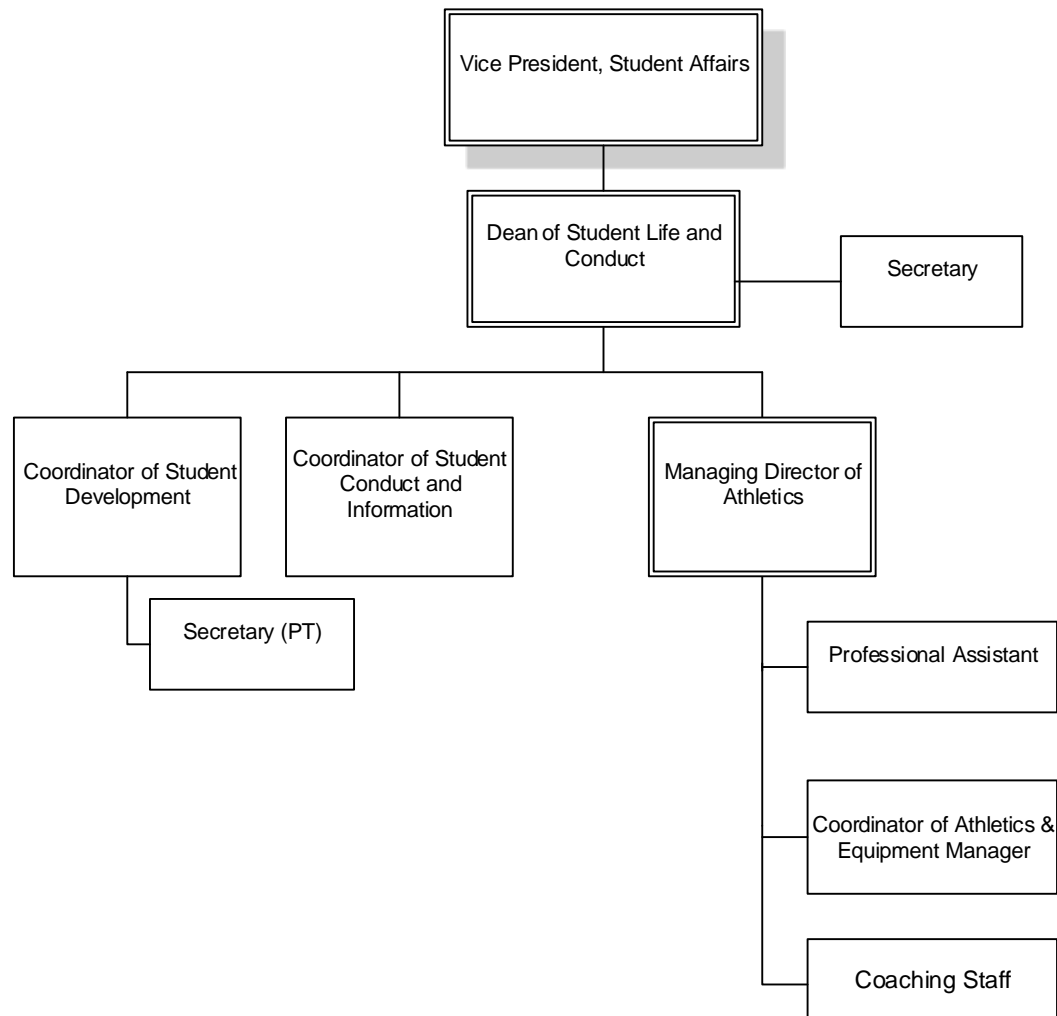 Vice President, Student Affairs
Dean of Student Life and
Conduct
Secretary
Coordinator of Student
Development
Coordinator of Student
Conduct and
Information
Managing Director of
Athletics
Secretary (PT)
Professional Assistant
Coordinator of Athletics &
Equipment Manager
Coaching Staff